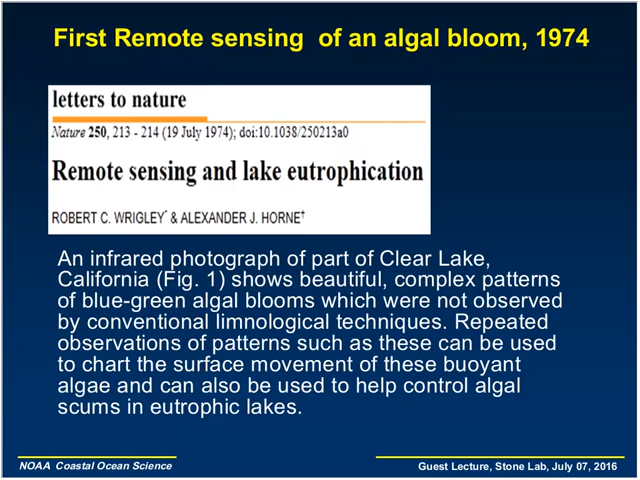 First Remote sensing of an algal bloom, 1974
letters to nature
Nature 250, 213 - 214 (19 July 1974); doi:10.1038/250213a0
Remote sensing and lake eutrophication
ROBERT C. WRIGLEY* & ALEXANDER J. HORNE†
An infrared photograph of part of Clear Lake,
California (Fig. 1) shows beautiful, complex patterns
of blue-green algal blooms which were not observed
by conventional limnological techniques. Repeated
observations of patterns such as these can be used
to chart the surface movement of these buoyant
algae and can also be used to help control algal
scums in eutrophic lakes.
NOAA Coastal Ocean Science
Guest Lecture, Stone Lab, July 07, 2016